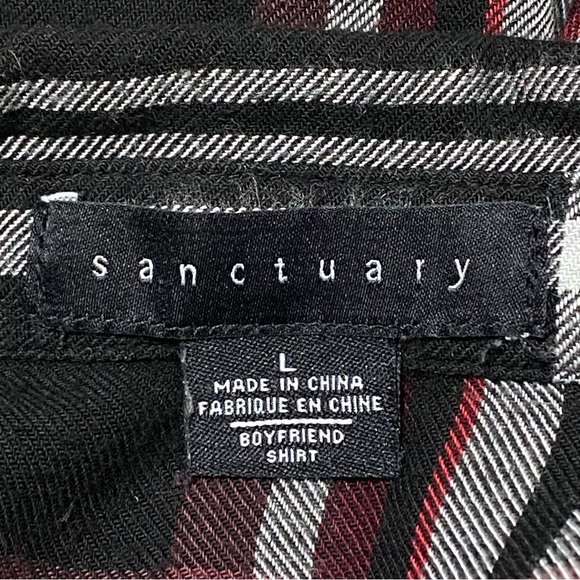 sanctuary
L
MADE IN CHINA
FABRIQUE EN CHINE
BOYFRIEND
SHIRT